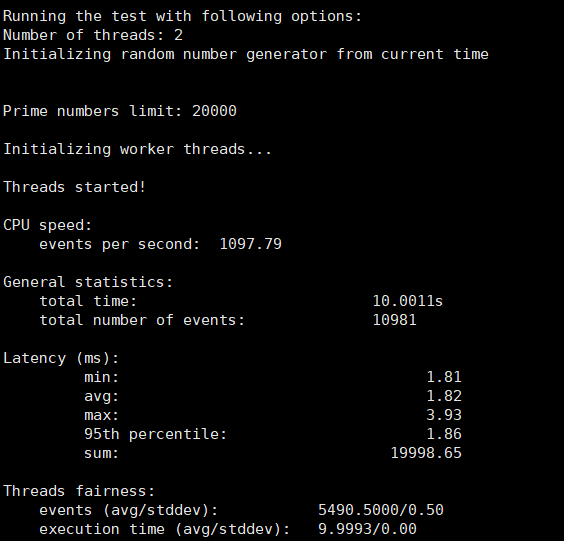 Running the test with following options:
Number of threads: 2
Initializing random number generator from current time
Prime numbers limit: 20000
Initializing worker threads...
Threads started!
CPU speed:
events per second: 1097.79
General statistics:
total time: 10.0011s
total number of events: 10981
Latency (ms):
min: 1.81
avg: 1.82
max: 3.93
95th percentile: 1.86
sum: 19998.65
Threads fairness:
events (avg/stddev): 5490.5000/0.50
execution time (avg/stddev): 9.9993/0.00